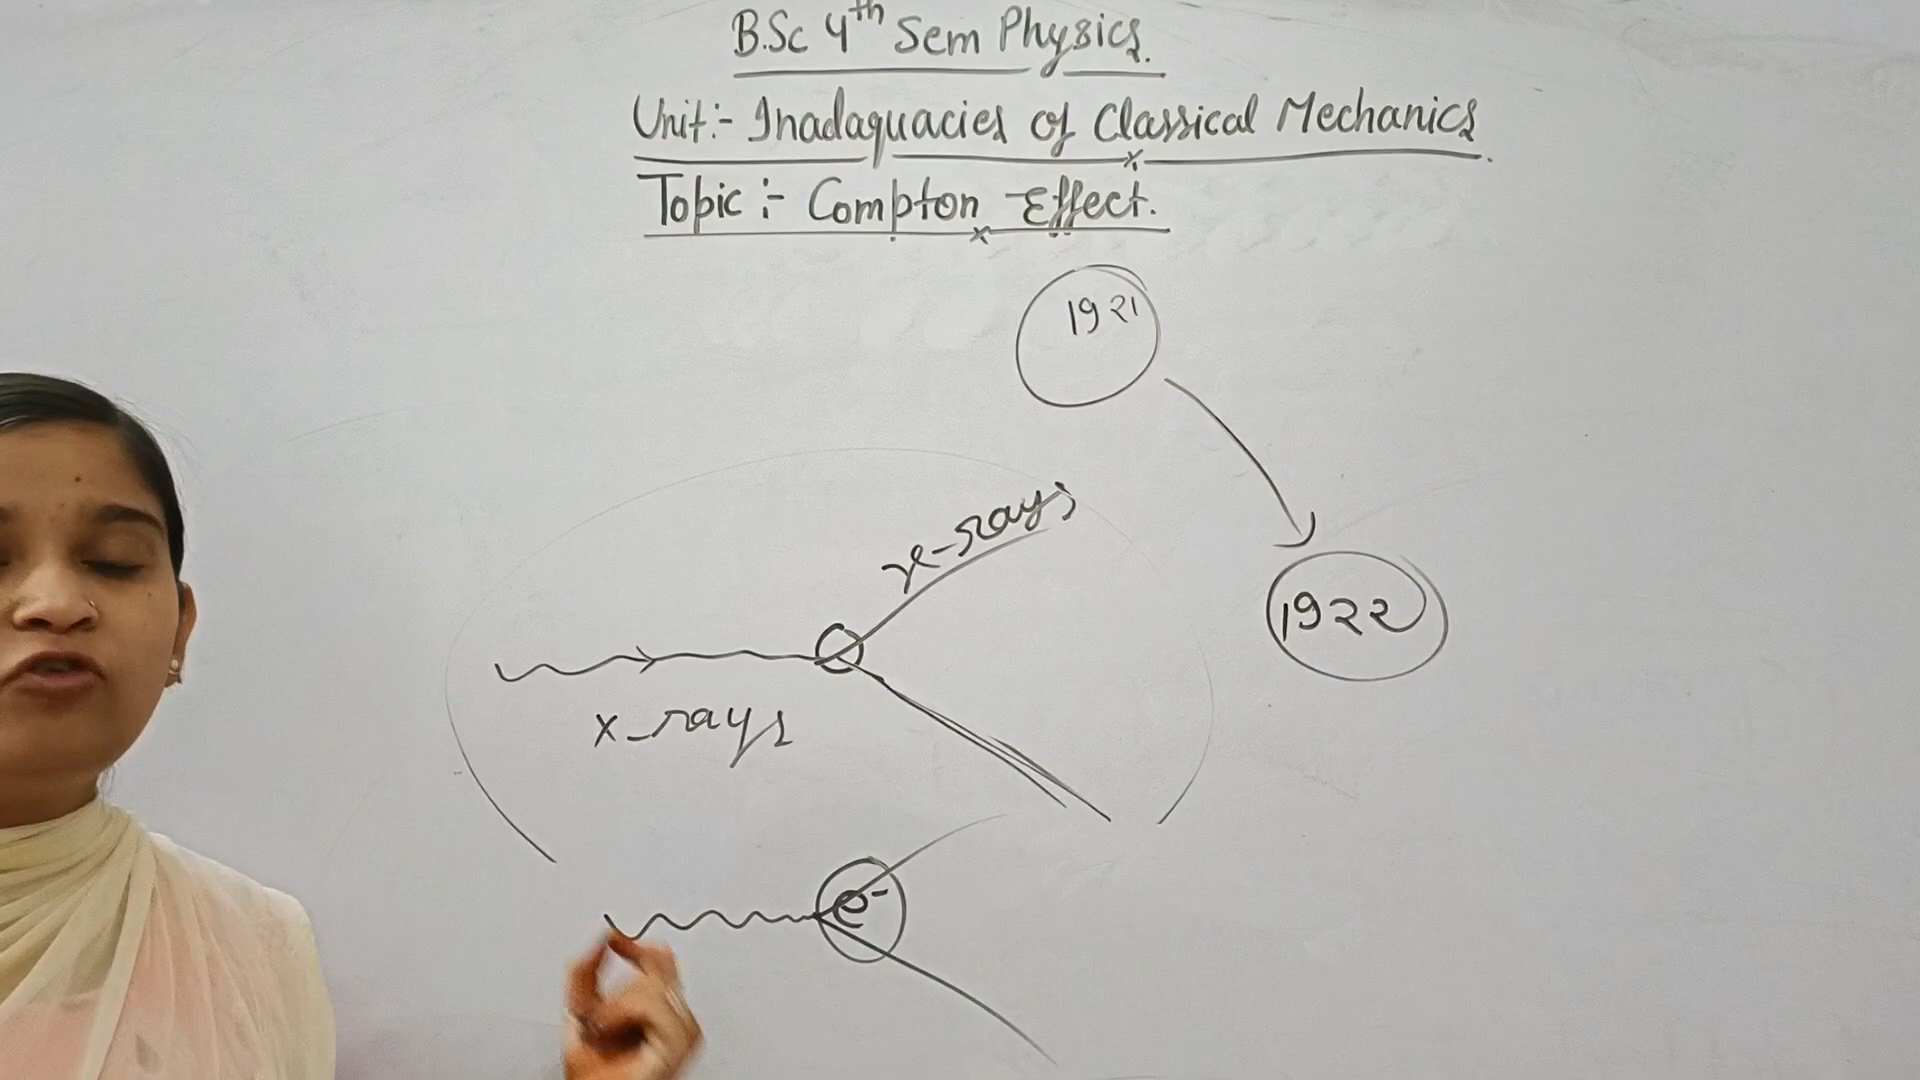 B.Sc 4th Sem Physics.
Unit:- Inadaquacies of Classical Mechanics
Topic :- Compton Effect.
1921
x-rays
1922
x-rays
e-